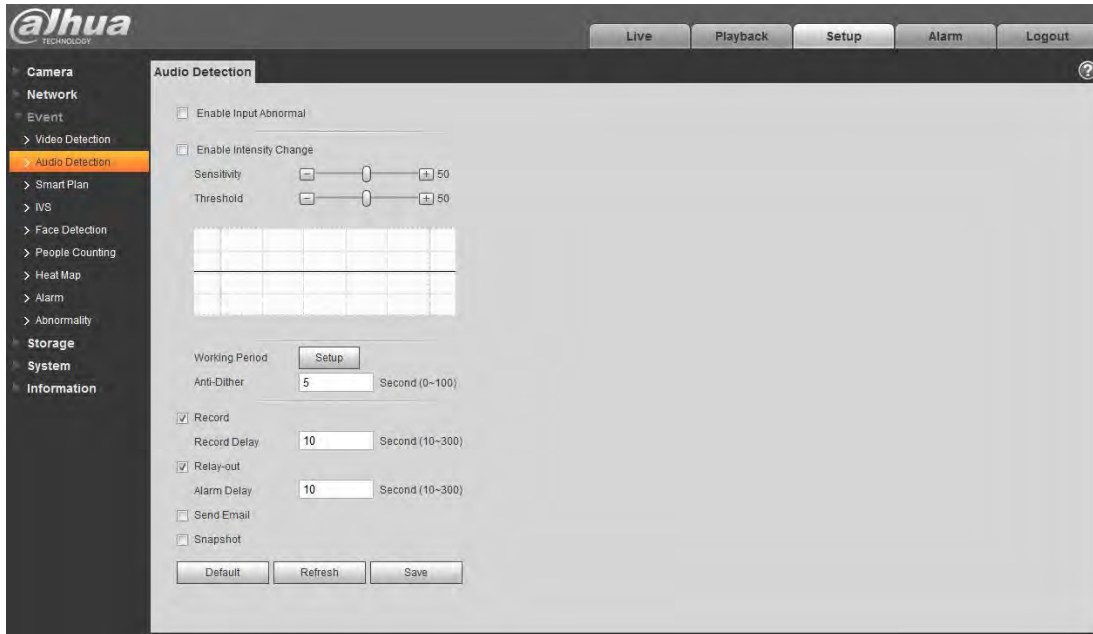 alhua
TECHNOLOGY
Live Playback Setup Alarm Logout
Camera
Network
Event
> Video Detection
> Audio Detection
> Smart Plan
> IVS
> Face Detection
> People Counting
> Heat Map
> Alarm
> Abnormality
Storage
System
Information
Audio Detection
?
Enable Input Abnormal
Enable Intensity Change
Sensitivity - + 50
Threshold - + 50
Working Period Setup
Anti-Dither 5 Second (0~100)
Record
Record Delay 10 Second (10~300)
Relay-out
Alarm Delay 10 Second (10~300)
Send Email
Snapshot
Default Refresh Save